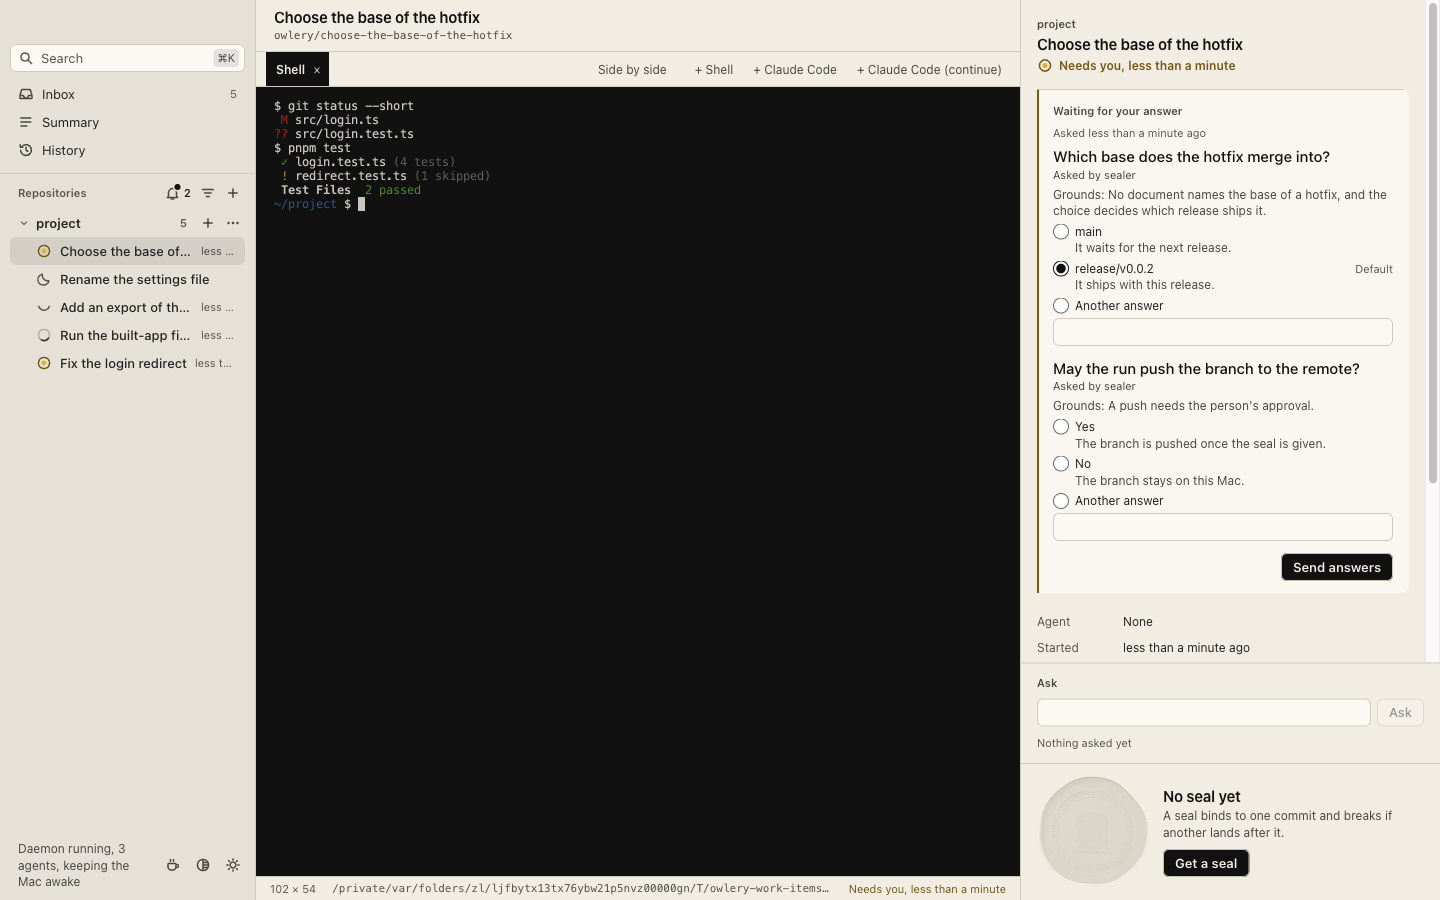 Search ⌘K
Inbox 5
Summary
History
Repositories 2
project 5
Choose the base of... less ...
Rename the settings file
Add an export of th... less ...
Run the built-app fi... less ...
Fix the login redirect less t...
Daemon running, 3
agents, keeping the
Mac awake
Choose the base of the hotfix
owlery/choose-the-base-of-the-hotfix
Shell × Side by side + Shell + Claude Code + Claude Code (continue)
$ git status --short
M src/login.ts
?? src/login.test.ts
$ pnpm test
✓ login.test.ts (4 tests)
! redirect.test.ts (1 skipped)
Test Files 2 passed
~/project $
102 × 54 /private/var/folders/zl/ljfbytx13tx76ybw21p5nvz00000gn/T/owlery-work-items… Needs you, less than a minute
project
Choose the base of the hotfix
Needs you, less than a minute
Waiting for your answer
Asked less than a minute ago
Which base does the hotfix merge into?
Asked by sealer
Grounds: No document names the base of a hotfix, and the
choice decides which release ships it.
main
It waits for the next release.
release/v0.0.2 Default
It ships with this release.
Another answer
May the run push the branch to the remote?
Asked by sealer
Grounds: A push needs the person's approval.
Yes
The branch is pushed once the seal is given.
No
The branch stays on this Mac.
Another answer
Send answers
Agent None
Started less than a minute ago
Ask
Ask
Nothing asked yet
No seal yet
A seal binds to one commit and breaks if
another lands after it.
Get a seal